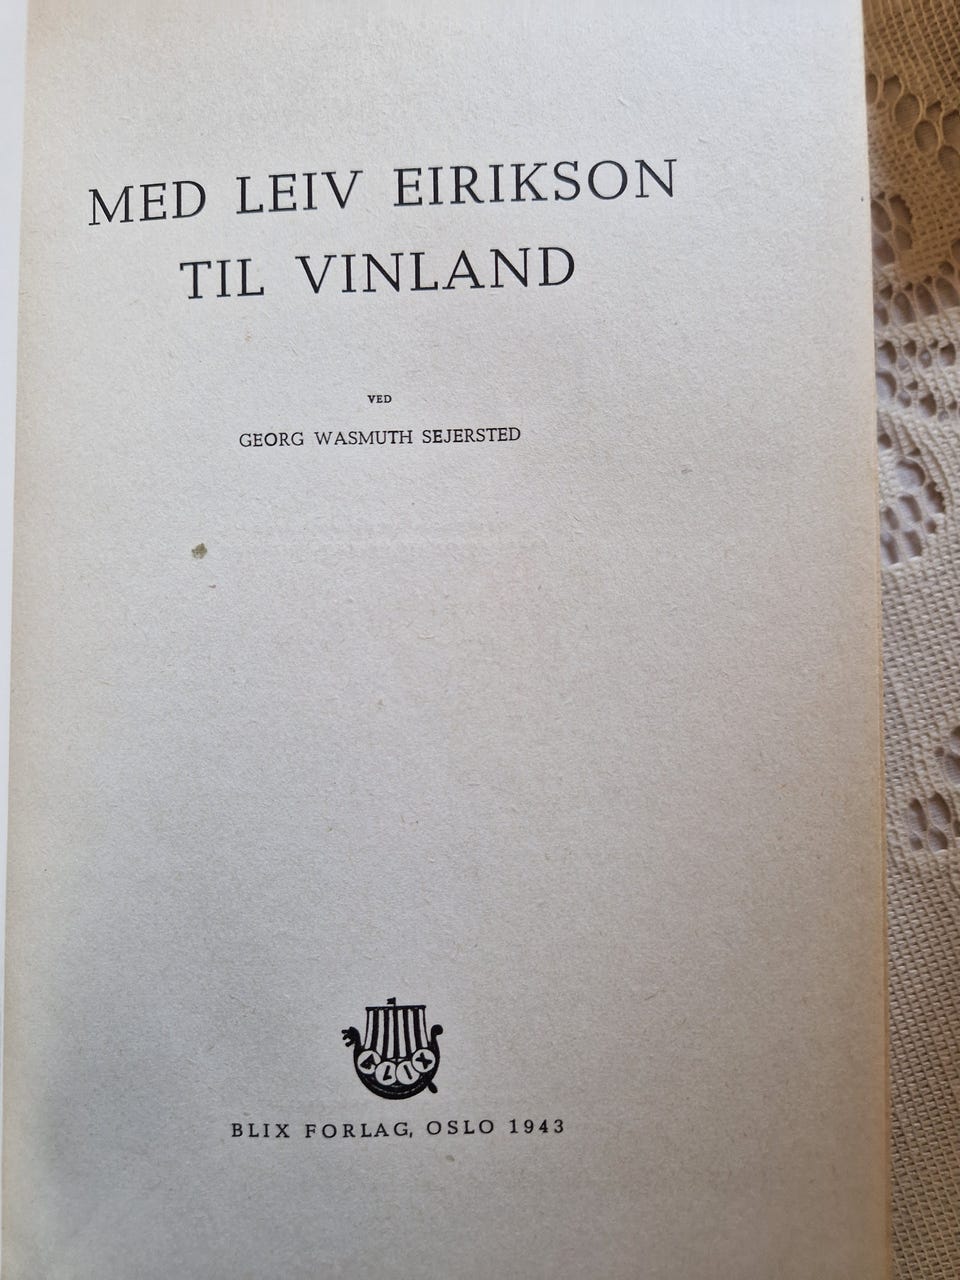 MED LEIV EIRIKSON
TIL VINLAND
VED
GEORG WASMUTH SEJERSTED
BLIX
BLIX FORLAG, OSLO 1943